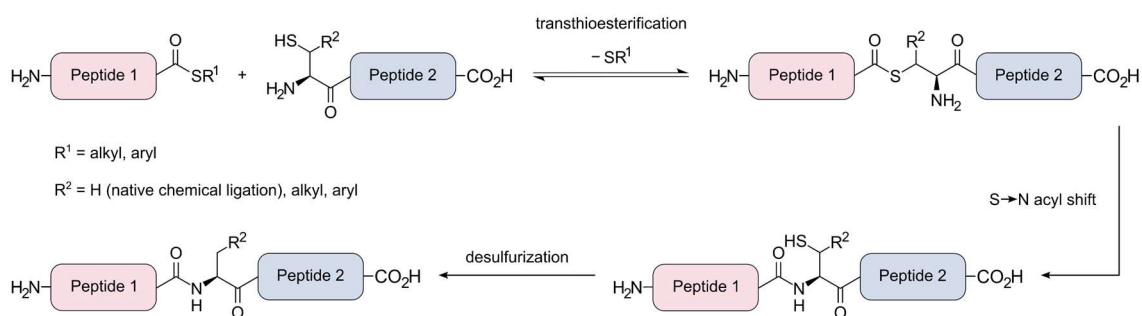 transthioesterification
– SR¹
H₂N– Peptide 1 O SR¹ + HS R² H₂N O Peptide 2 –CO₂H
H₂N– Peptide 1 O S R² NH₂ O Peptide 2 –CO₂H
R¹ = alkyl, aryl
R² = H (native chemical ligation), alkyl, aryl
S→N acyl shift
H₂N– Peptide 1 O N H R² O Peptide 2 –CO₂H
desulfurization
H₂N– Peptide 1 O N H HS R² O Peptide 2 –CO₂H